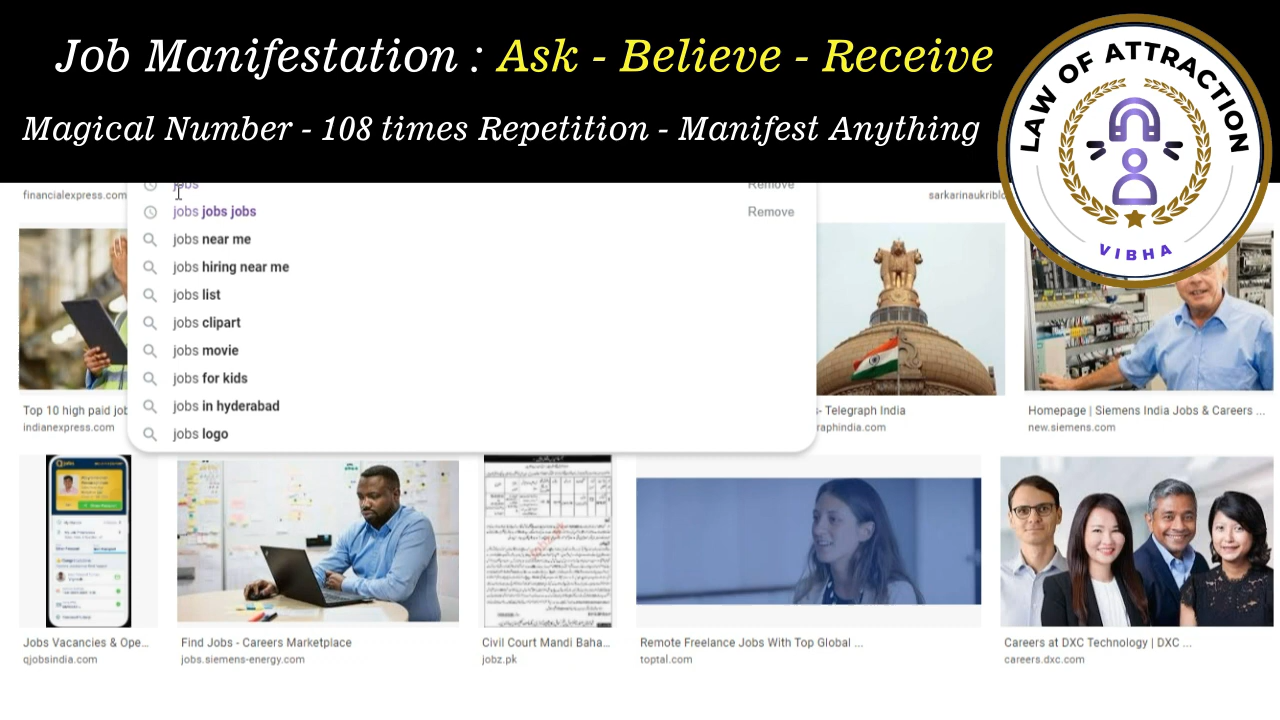 Job Manifestation : Ask - Believe - Receive
Magical Number - 108 times Repetition - Manifest Anything
LAW OF ATTRACTION
VIBHA
financialexpress.com
jobs
Remove
jobs jobs jobs
Remove
jobs near me
jobs hiring near me
jobs list
jobs clipart
jobs movie
jobs for kids
jobs in hyderabad
jobs logo
Top 10 high paid
indianexpress.com
- Telegraph India
Homepage | Siemens India Jobs & Careers ...
new.siemens.com
Jobs Vacancies & Ope...
qjobsindia.com
Find Jobs - Careers Marketplace
jobs.siemens-energy.com
Civil Court Mandi Baha...
jobz.pk
Remote Freelance Jobs With Top Global ...
toptal.com
Careers at DXC Technology | DXC ...
careers.dxc.com